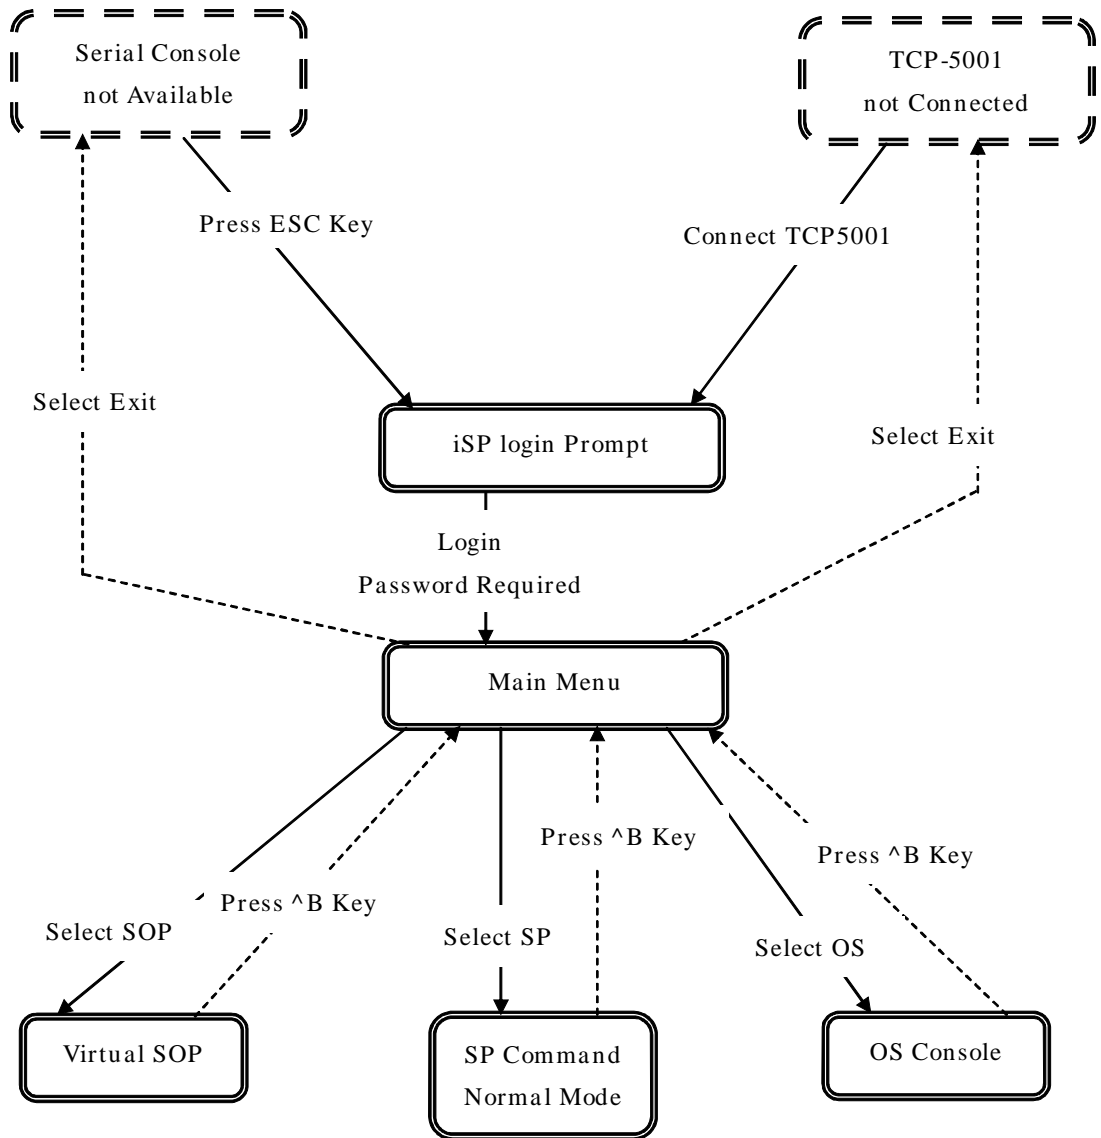 Serial Console
not Available
TCP-5001
not Connected
Press ESC Key
Connect TCP5001
Select Exit
Select Exit
iSP login Prompt
Login
Password Required
Main Menu
Press ^B Key
Press ^B Key
Press ^B Key
Select SOP
Select SP
Select OS
Virtual SOP
SP Command
Normal Mode
OS Console